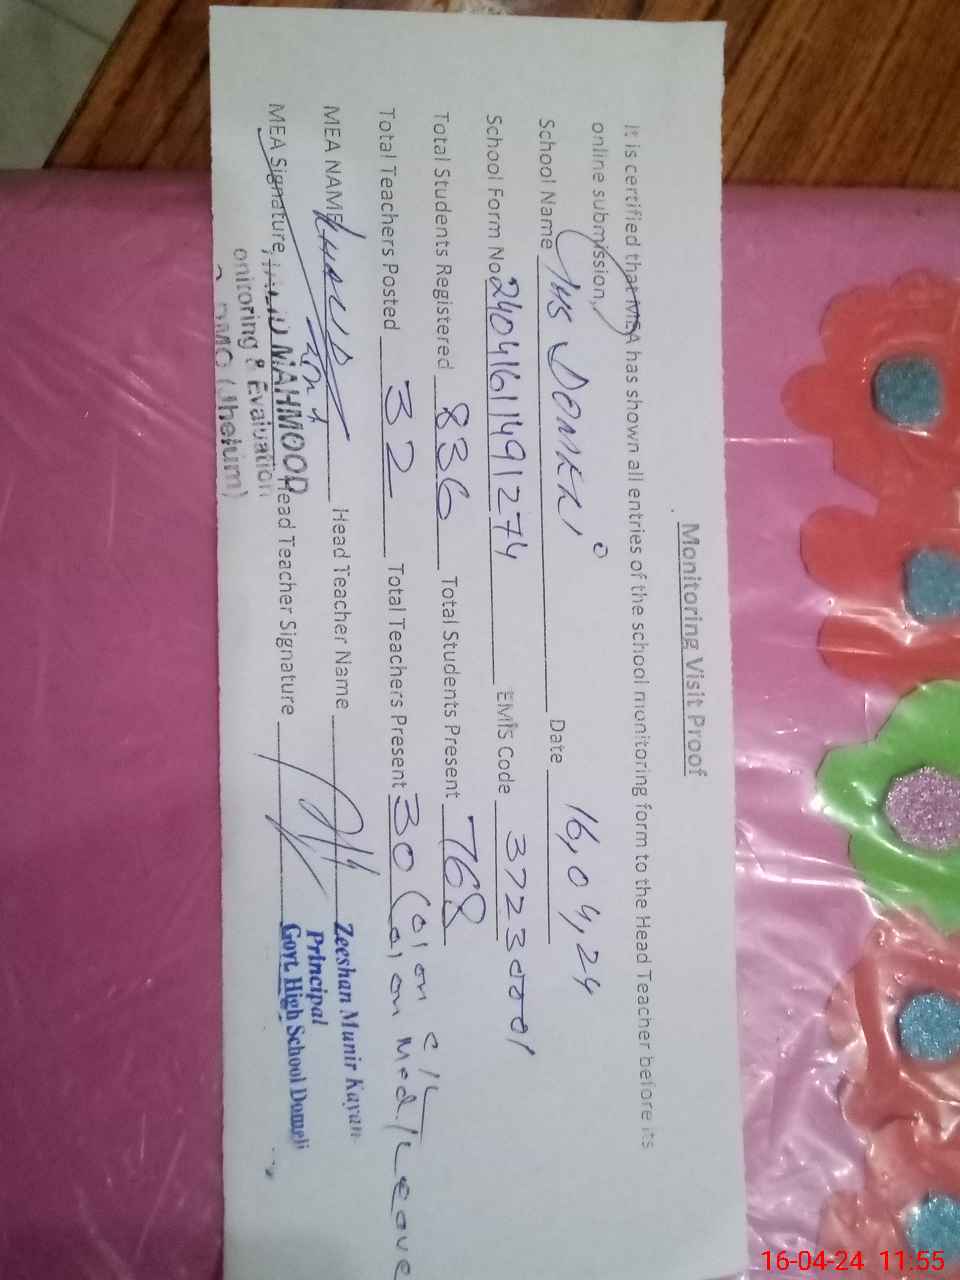 Monitoring Visit Proof
It is certified that MEA has shown all entries of the school monitoring form to the Head Teacher before its
online submission.
School Name GHS Domeli Date 16,04,24
School Form No 24041611491274 EMIS Code 37230001
Total Students Registered 836 Total Students Present 768
Total Teachers Posted 32 Total Teachers Present 30 (01 on C/L
01 on Med/Leave
MEA NAME Head Teacher Name
Zeeshan Munir Kayani
Principal
Govt. High School Domeli
MEA Signature Head Teacher Signature
MAHMOOD
onitoring & Evaluation
DMO (Jhelum)
16-04-24 11:55